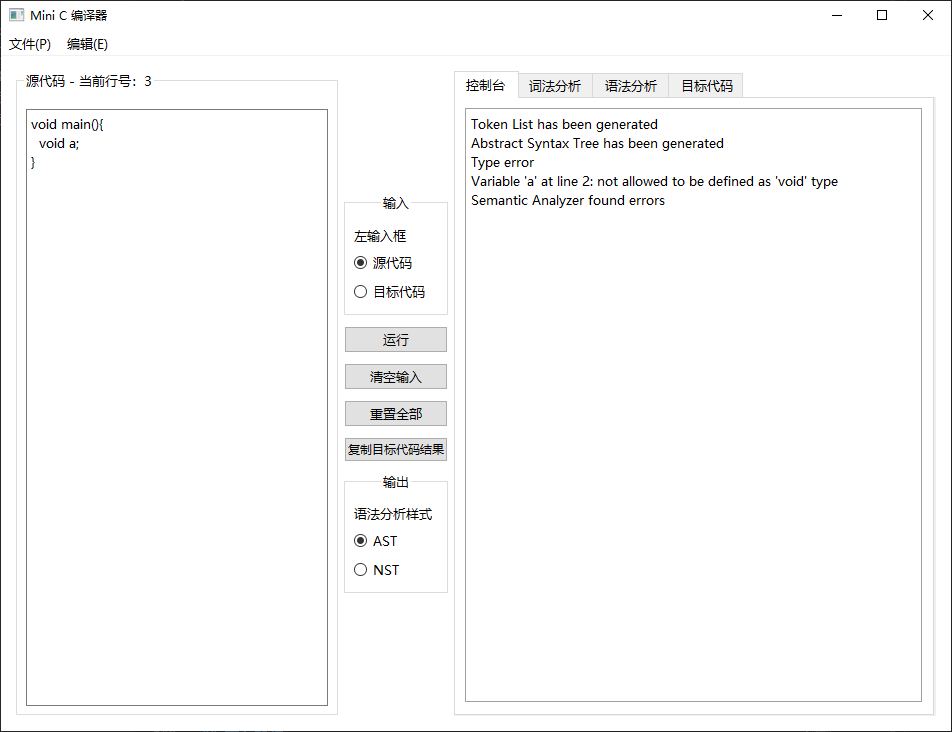 Mini C 编译器
文件(P) 编辑(E)
源代码 - 当前行号：3
void main(){
void a;
}
输入
左输入框
源代码
目标代码
运行
清空输入
重置全部
复制目标代码结果
输出
语法分析样式
AST
NST
控制台 词法分析 语法分析 目标代码
Token List has been generated
Abstract Syntax Tree has been generated
Type error
Variable 'a' at line 2: not allowed to be defined as 'void' type
Semantic Analyzer found errors